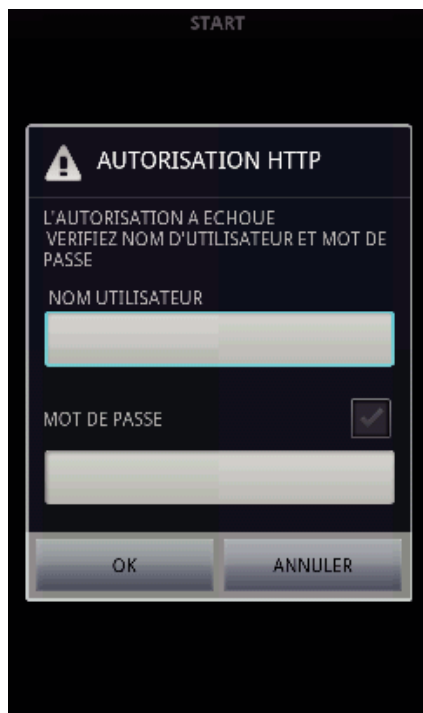 START
AUTORISATION HTTP
L'AUTORISATION A ECHOUE
VERIFIEZ NOM D'UTILISATEUR ET MOT DE
PASSE
NOM UTILISATEUR
MOT DE PASSE
OK ANNULER